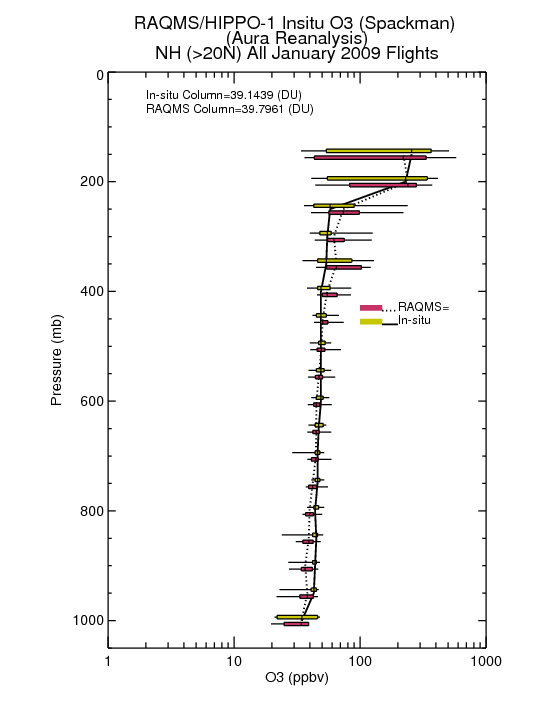 RAQMS/HIPPO-1 Insitu O3 (Spackman)
(Aura Reanalysis)
NH (>20N) All January 2009 Flights
In-situ Column=39.1439 (DU)
RAQMS Column=39.7961 (DU)
0
200
400
600
800
1000
Pressure (mb)
RAQMS=
In-situ
1 10 100 1000
O3 (ppbv)